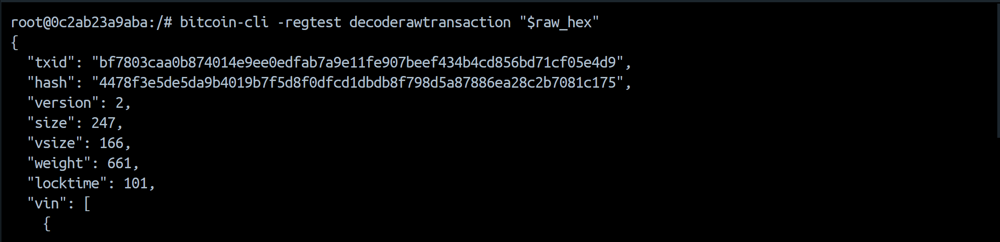 root@0c2ab23a9aba:/# bitcoin-cli -regtest decoderawtransaction "$raw_hex"
{
  "txid": "bf7803caa0b874014e9ee0edfab7a9e11fe907beef434b4cd856bd71cf05e4d9",
  "hash": "4478f3e5de5da9b4019b7f5d8f0dfcd1dbdb8f798d5a87886ea28c2b7081c175",
  "version": 2,
  "size": 247,
  "vsize": 166,
  "weight": 661,
  "locktime": 101,
  "vin": [
    {